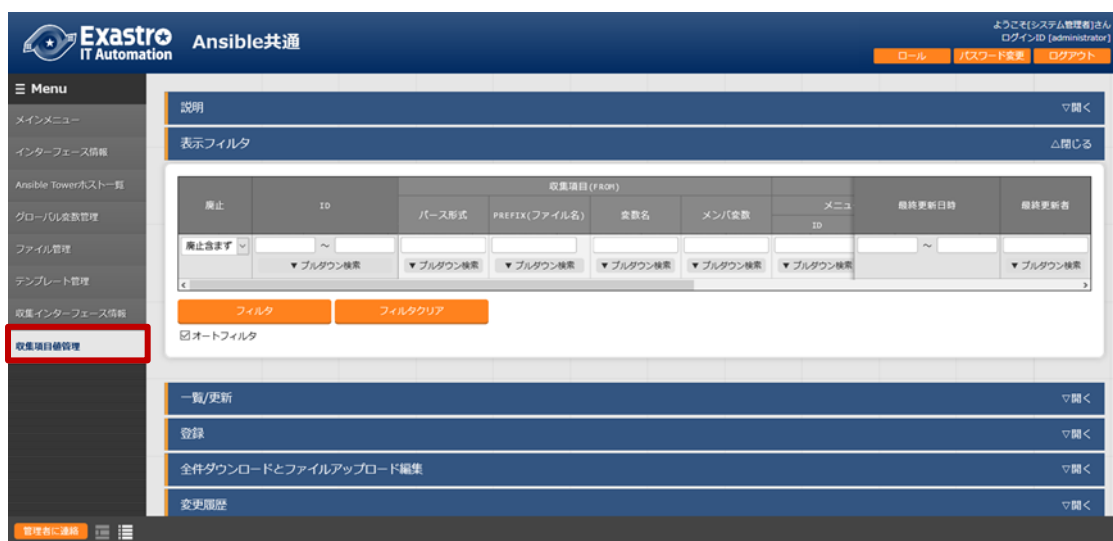 Exastro
IT Automation
Ansible共通
ようこそ[システム管理者]さん
ログインID [administrator]
ロール
パスワード変更
ログアウト
Menu
メインメニュー
インターフェース情報
Ansible Towerホスト一覧
グローバル変数管理
ファイル管理
テンプレート管理
収集インターフェース情報
収集項目値管理
説明
▽開く
表示フィルタ
△閉じる
廃止
ID
収集項目(FROM)
パース形式
PREFIX(ファイル名)
変数名
メンバ変数
メニュ
ID
最終更新日時
最終更新者
廃止含まず
～
～
▼ プルダウン検索
▼ プルダウン検索
▼ プルダウン検索
▼ プルダウン検索
▼ プルダウン検索
▼ プルダウン検索
▼ プルダウン検索
フィルタ
フィルタクリア
オートフィルタ
一覧/更新
▽開く
登録
▽開く
全件ダウンロードとファイルアップロード編集
▽開く
変更履歴
▽開く
管理者に連絡